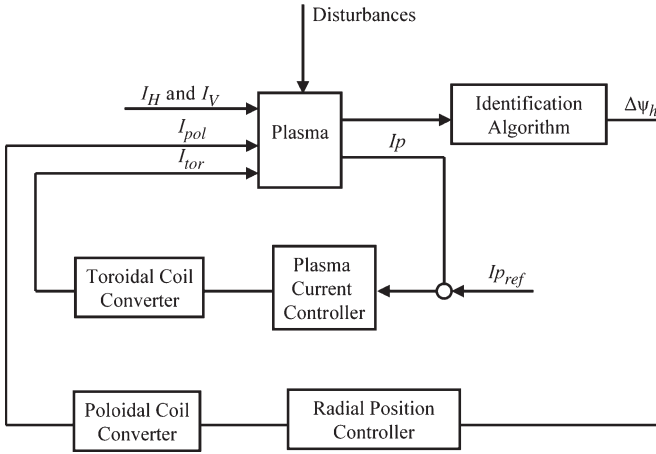 Disturbances
I_H and I_V
I_pol
I_tor
Plasma
Ip
Identification
Algorithm
Δψ_h
Toroidal Coil
Converter
Plasma
Current
Controller
Ip_ref
Poloidal Coil
Converter
Radial Position
Controller